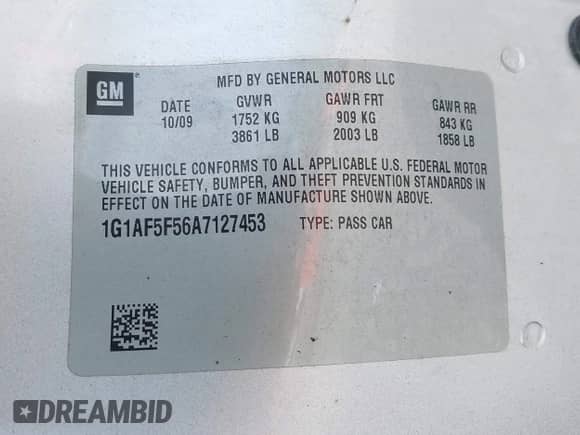 GM ® MFD BY GENERAL MOTORS LLC
DATE GVWR GAWR FRT GAWR RR
10/09 1752 KG 909 KG 843 KG
3861 LB 2003 LB 1858 LB
THIS VEHICLE CONFORMS TO ALL APPLICABLE U.S. FEDERAL MOTOR
VEHICLE SAFETY, BUMPER, AND THEFT PREVENTION STANDARDS IN
EFFECT ON THE DATE OF MANUFACTURE SHOWN ABOVE.
1G1AF5F56A7127453 TYPE: PASS CAR
DREAMBID